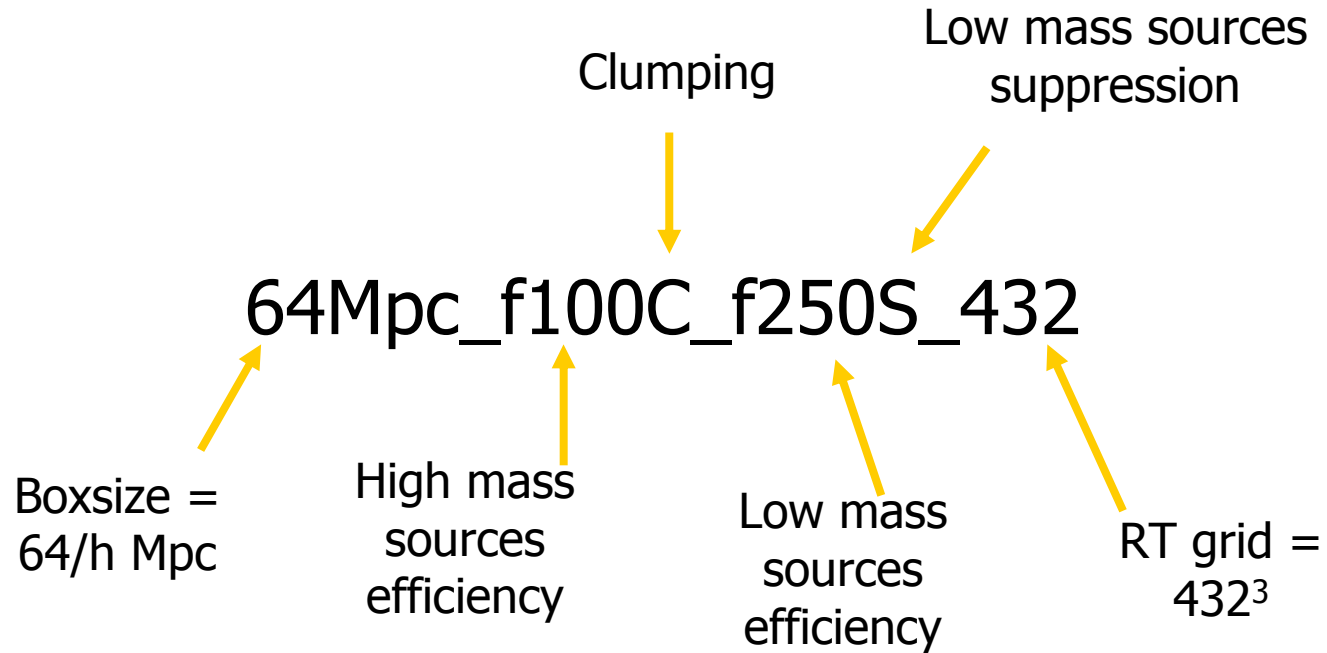 Low mass sources
suppression
Clumping
64Mpc_f100C_f250S_432
Boxsize =
64/h Mpc
High mass
sources
efficiency
Low mass
sources
efficiency
RT grid =
432³